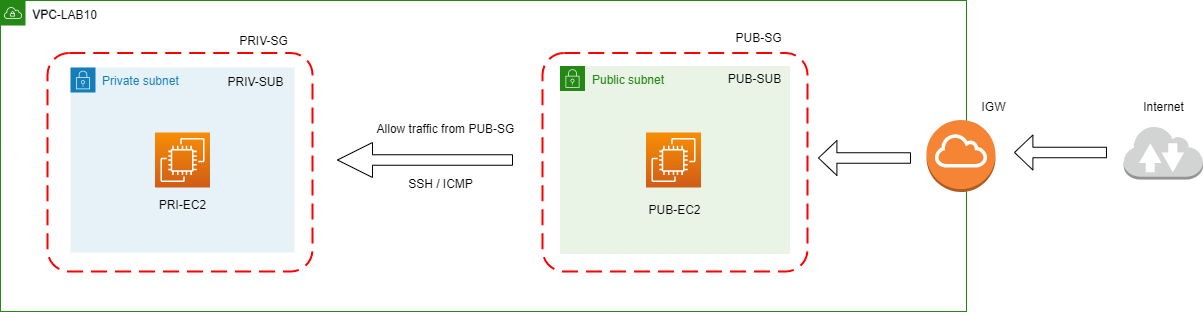 VPC-LAB10
PRIV-SG
Private subnet
PRIV-SUB
PRI-EC2
Allow traffic from PUB-SG
SSH / ICMP
PUB-SG
Public subnet
PUB-SUB
PUB-EC2
IGW
Internet